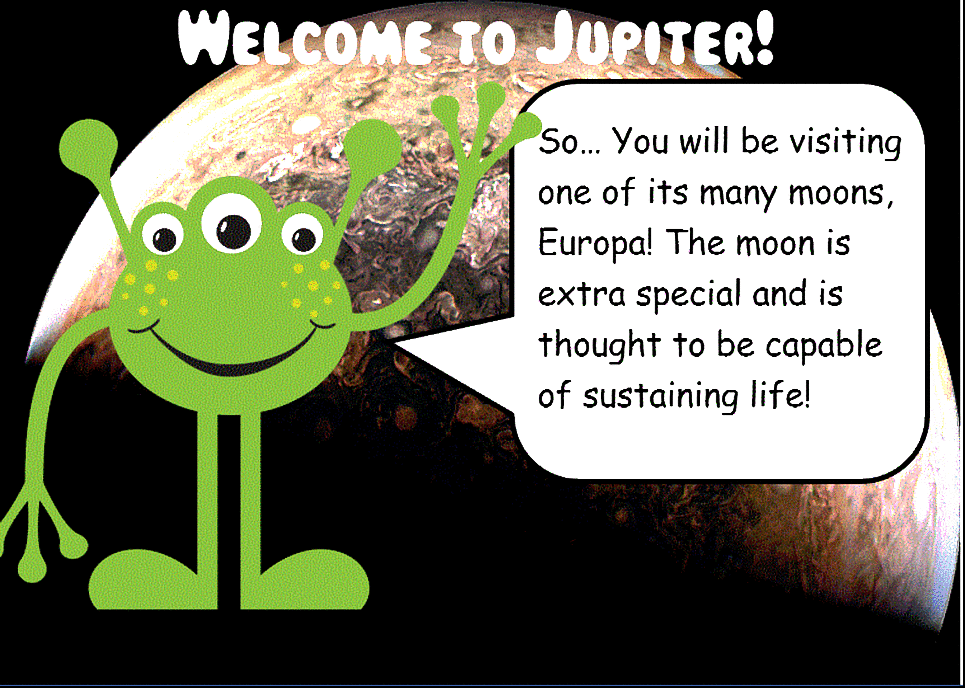 Welcome to Jupiter!
So... You will be visiting
one of its many moons,
Europa! The moon is
extra special and is
thought to be capable
of sustaining life!